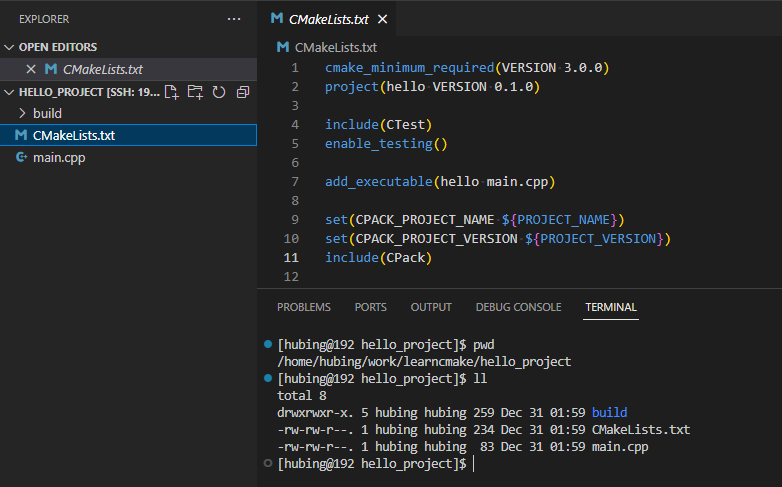 EXPLORER
OPEN EDITORS
CMakeLists.txt
HELLO_PROJECT [SSH: 19...
build
CMakeLists.txt
main.cpp
CMakeLists.txt
CMakeLists.txt
1 cmake_minimum_required(VERSION 3.0.0)
2 project(hello VERSION 0.1.0)
3
4 include(CTest)
5 enable_testing()
6
7 add_executable(hello main.cpp)
8
9 set(CPACK_PROJECT_NAME ${PROJECT_NAME})
10 set(CPACK_PROJECT_VERSION ${PROJECT_VERSION})
11 include(CPack)
12
PROBLEMS PORTS OUTPUT DEBUG CONSOLE TERMINAL
[hubing@192 hello_project]$ pwd
/home/hubing/work/learncmake/hello_project
[hubing@192 hello_project]$ ll
total 8
drwxrwxr-x. 5 hubing hubing 259 Dec 31 01:59 build
-rw-rw-r--. 1 hubing hubing 234 Dec 31 01:59 CMakeLists.txt
-rw-rw-r--. 1 hubing hubing  83 Dec 31 01:59 main.cpp
[hubing@192 hello_project]$